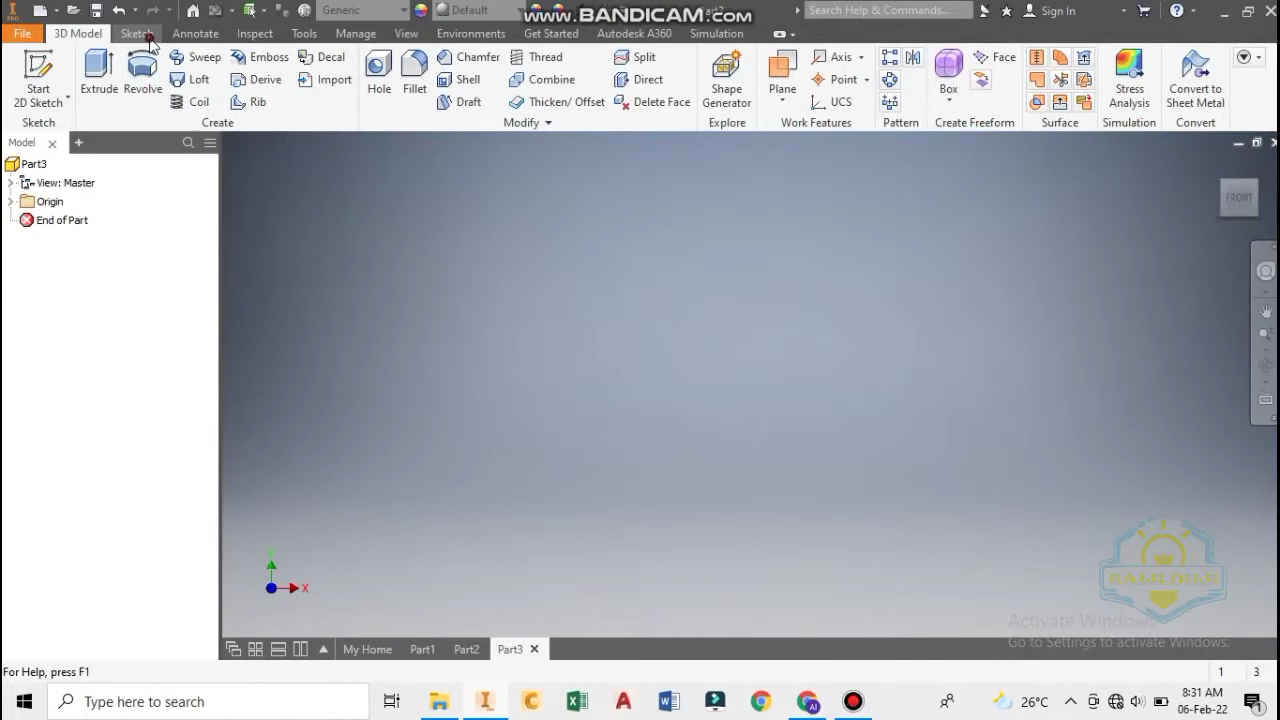 PRO
Generic
Default
www.BANDICAM.com
Search Help & Commands...
Sign In
File
3D Model
Sketch
Annotate
Inspect
Tools
Manage
View
Environments
Get Started
Autodesk A360
Simulation
Start
2D Sketch
Extrude
Revolve
Sweep
Emboss
Decal
Loft
Derive
Import
Coil
Rib
Hole
Fillet
Chamfer
Thread
Split
Shell
Combine
Direct
Draft
Thicken/ Offset
Delete Face
Shape
Generator
Plane
Axis
Point
UCS
Box
Face
Stress
Analysis
Convert to
Sheet Metal
Sketch
Create
Modify
Explore
Work Features
Pattern
Create Freeform
Surface
Simulation
Convert
Model
Part3
View: Master
Origin
End of Part
FRONT
X
Activate Windows
Go to Settings to activate Windows.
My Home
Part1
Part2
Part3
For Help, press F1
1
3
Type here to search
26°C
8:31 AM
06-Feb-22
1